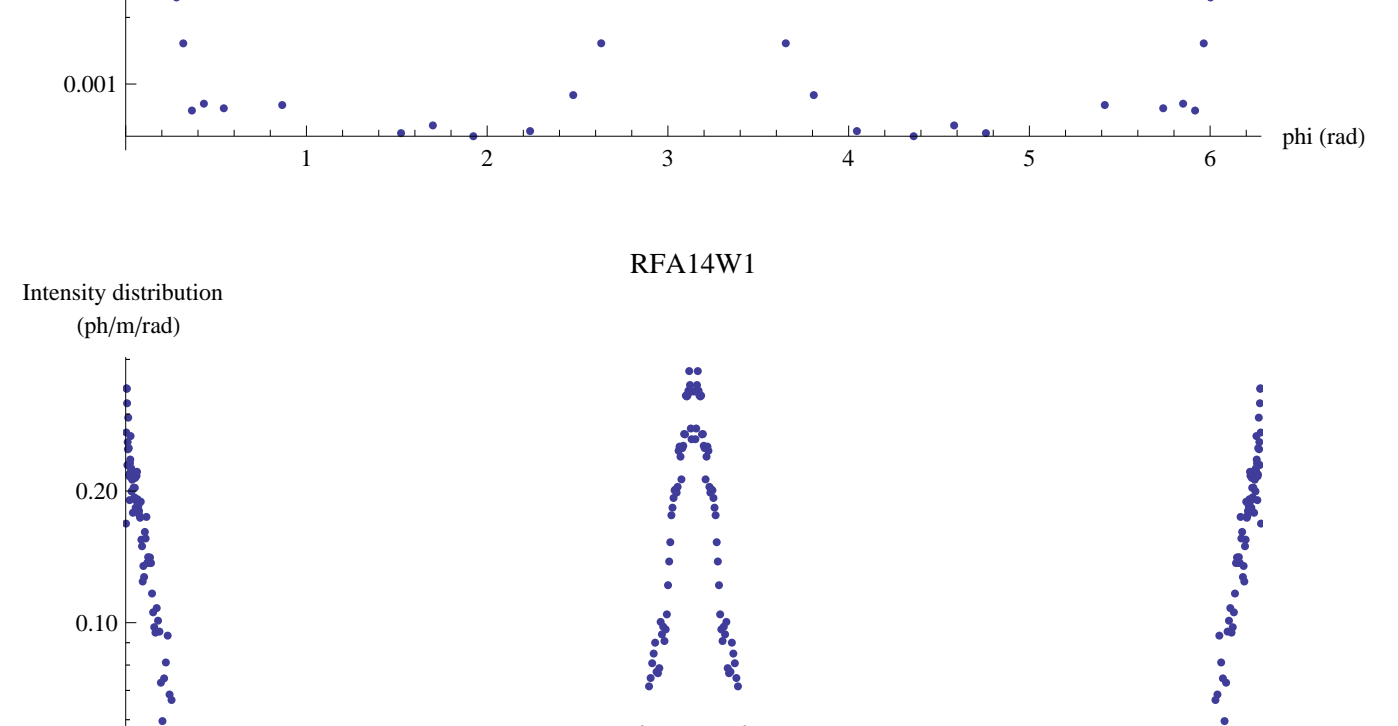 0.001
phi (rad)
1 2 3 4 5 6
RFA14W1
Intensity distribution
(ph/m/rad)
0.20
0.10